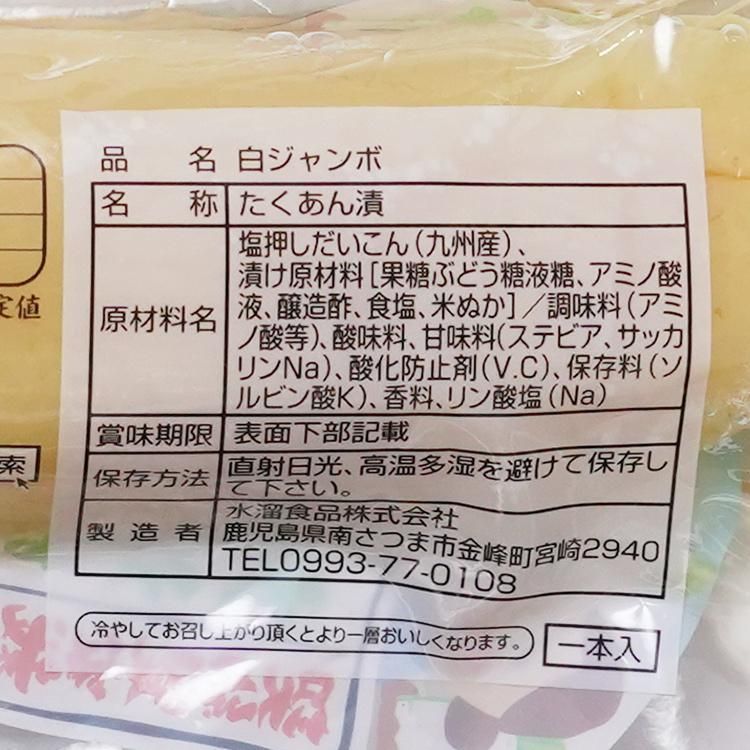 品名 白ジャンボ
名称 たくあん漬
原材料名 塩押しだいこん(九州産)、
漬け原材料[果糖ぶどう糖液糖、アミノ酸
液、醸造酢、食塩、米ぬか]/調味料(アミ
ノ酸等)、酸味料、甘味料(ステビア、サッカ
リンNa)、酸化防止剤(V.C)、保存料(ソ
ルビン酸K)、香料、リン酸塩(Na)
賞味期限 表面下部記載
保存方法 直射日光、高温多湿を避けて保存し
て下さい。
製造者 水溜食品株式会社
鹿児島県南さつま市金峰町宮崎2940
TEL0993-77-0108
冷やしてお召し上がり頂くとより一層おいしくなります。
一本入
定値
索